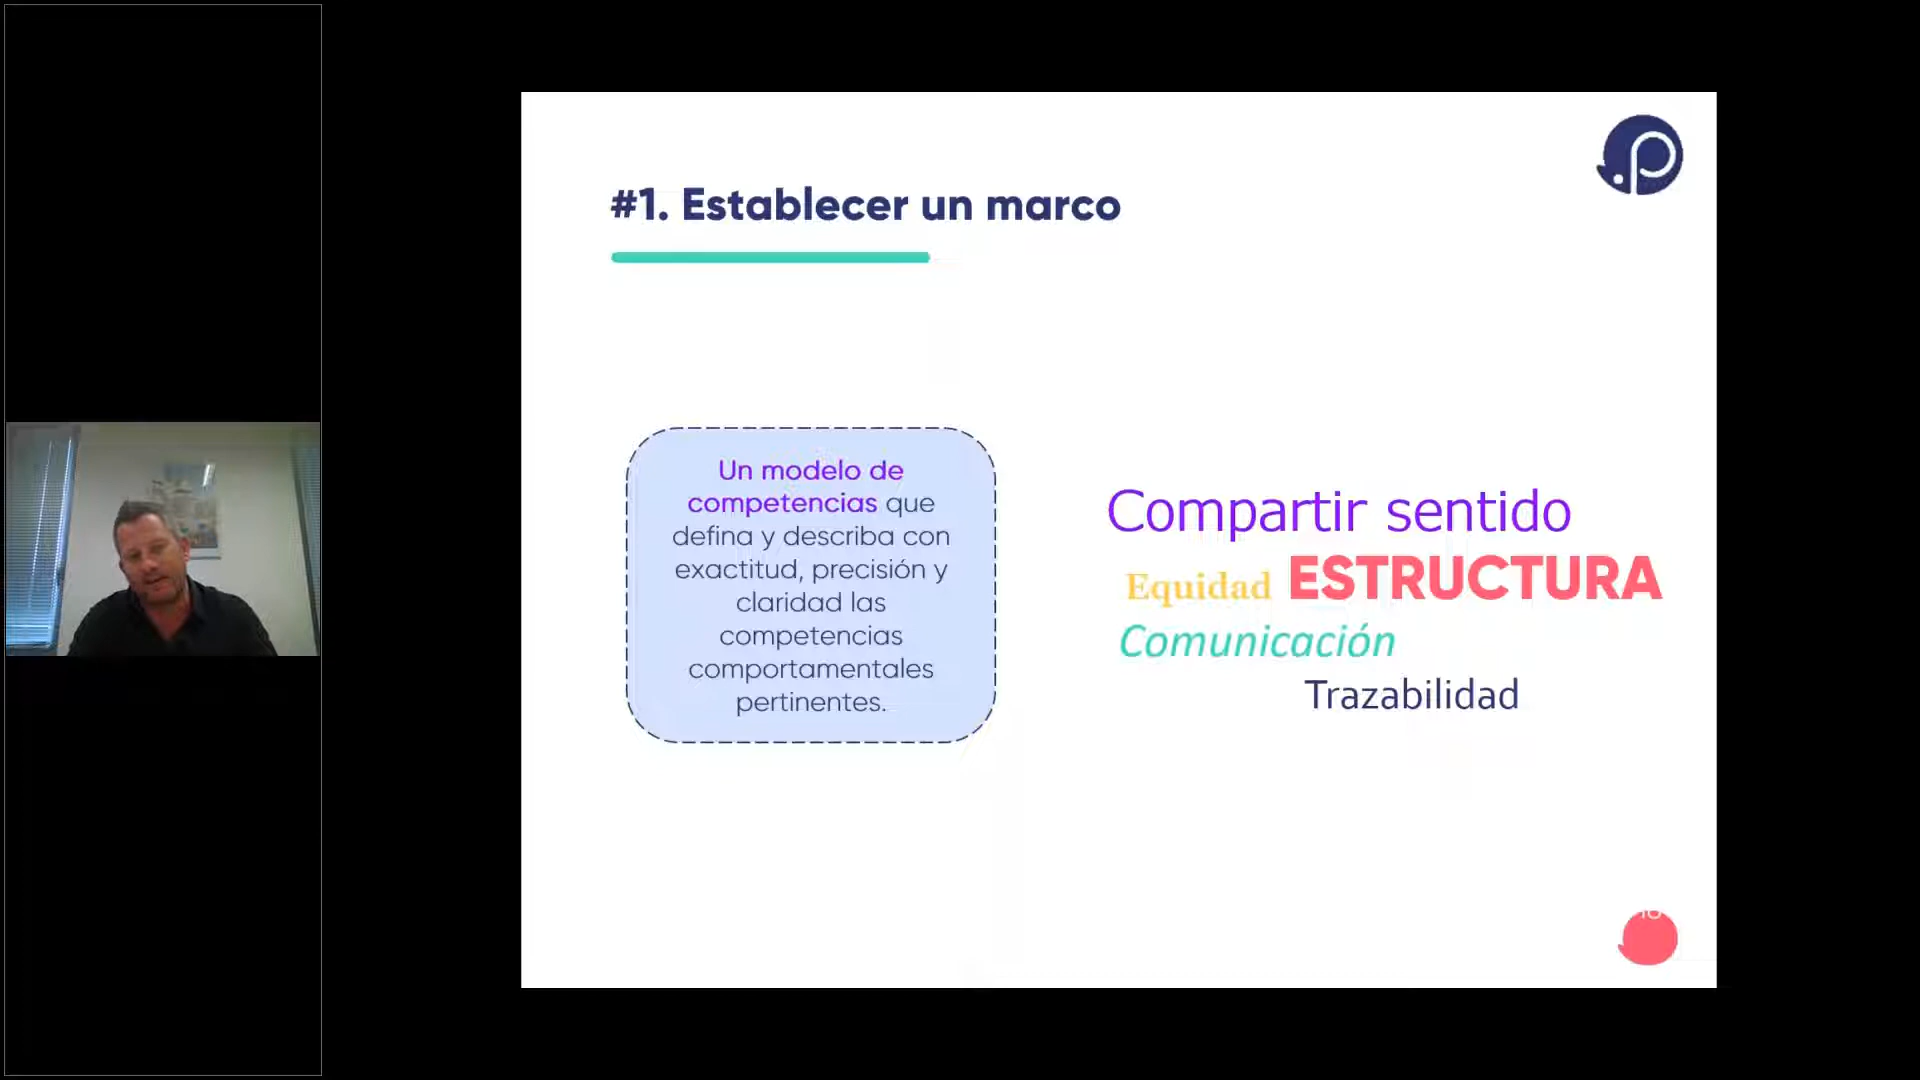 #1. Establecer un marco
Un modelo de
competencias que
defina y describa con
exactitud, precisión y
claridad las
competencias
comportamentales
pertinentes.
Compartir sentido
Equidad ESTRUCTURA
Comunicación
Trazabilidad